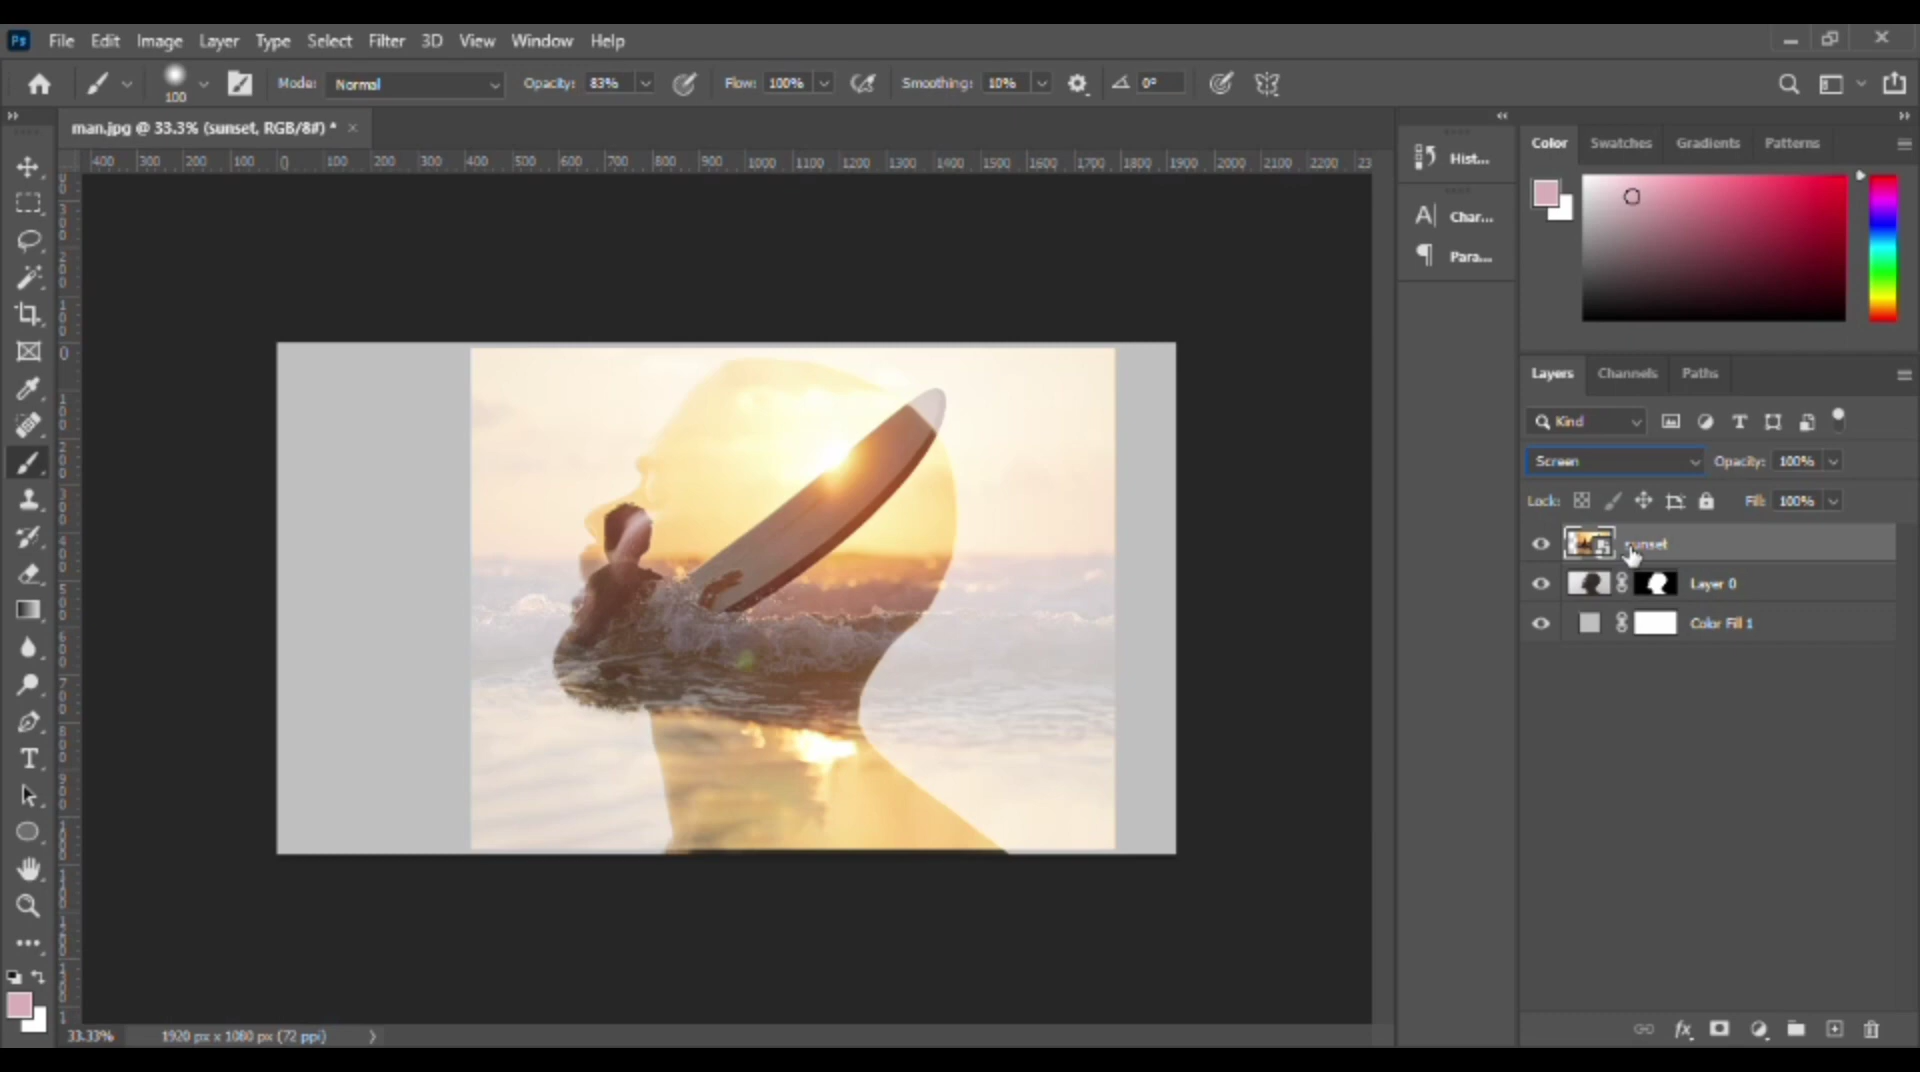 Ps File Edit Image Layer Type Select Filter 3D View Window Help
100 Mode: Normal Opacity: 83% Flow: 100% Smoothing: 10% 0°
man.jpg @ 33.3% (sunset, RGB/8#) * ×
400 300 200 100 0 100 200 300 400 500 600 700 800 900 1000 1100 1200 1300 1400 1500 1600 1700 1800 1900 2000 2100 2200 23
Hist...
Char...
Para...
Color Swatches Gradients Patterns
Layers Channels Paths
Kind
Screen Opacity: 100%
Lock: Fill: 100%
sunset
Layer 0
Color Fill 1
fx
33.33% 1920 px x 1080 px (72 ppi)